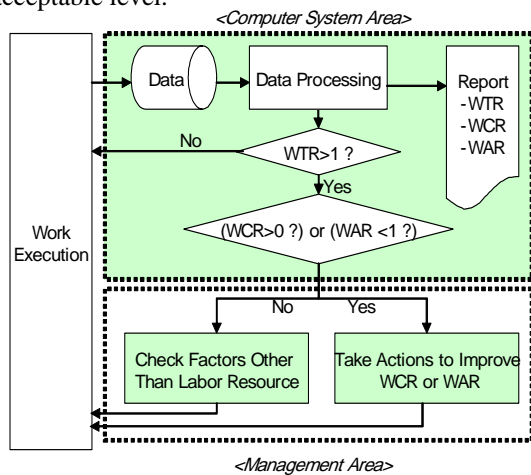 acceptable level.
<Computer System Area>
Data
Data Processing
Report
-WTR
-WCR
-WAR
No
WTR>1 ?
Yes
(WCR>0 ?) or (WAR <1 ?)
Work
Execution
No
Yes
Check Factors Other
Than Labor Resource
Take Actions to Improve
WCR or WAR
<Management Area>